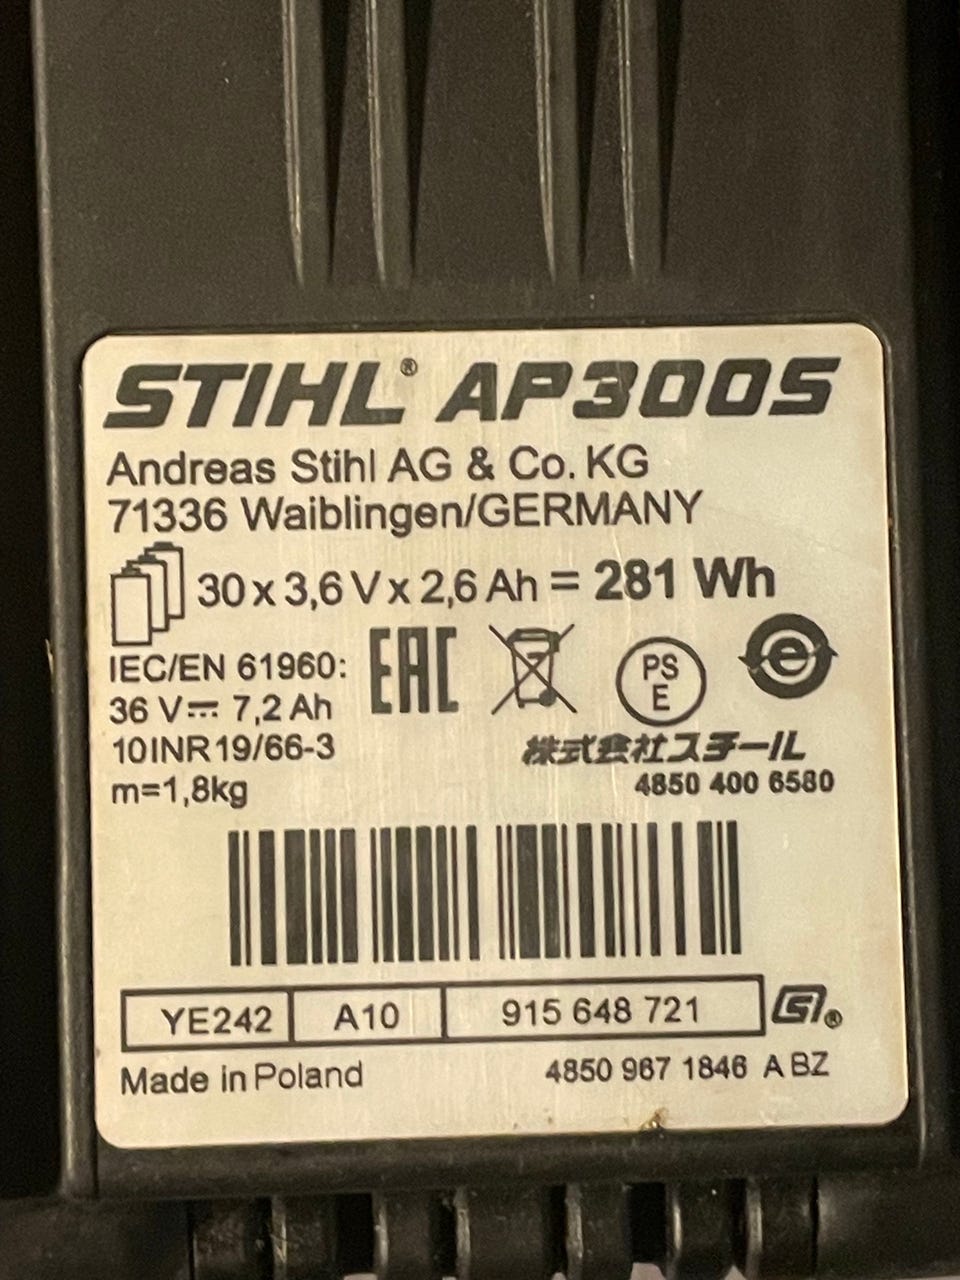 STIHL® AP300S
Andreas Stihl AG & Co. KG
71336 Waiblingen/GERMANY
30 x 3,6 V x 2,6 Ah = 281 Wh
IEC/EN 61960:
36 V⎓ 7,2 Ah
10INR19/66-3
m=1,8kg
EAC
PS
E
e
株式会社スチール
4850 400 6580
YE242 A10 915 648 721
S®
Made in Poland
4850 967 1846 A BZ